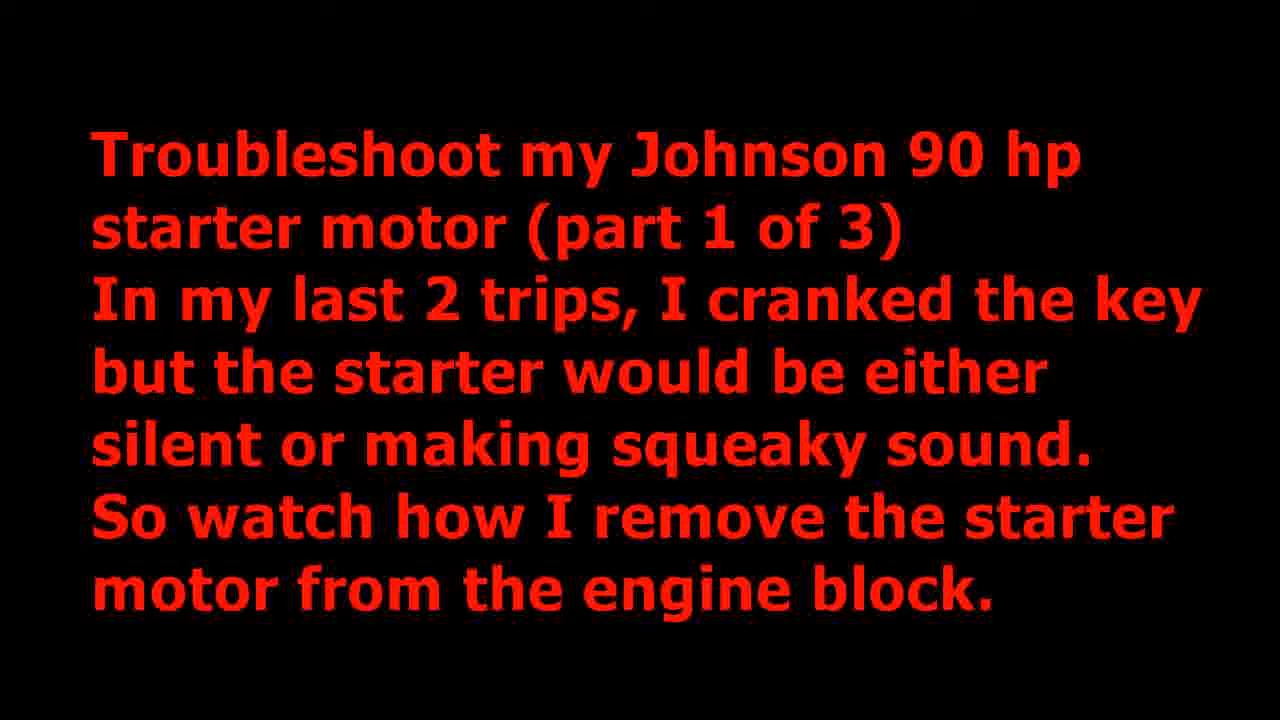 Troubleshoot my Johnson 90 hp
starter motor (part 1 of 3)
In my last 2 trips, I cranked the key
but the starter would be either
silent or making squeaky sound.
So watch how I remove the starter
motor from the engine block.